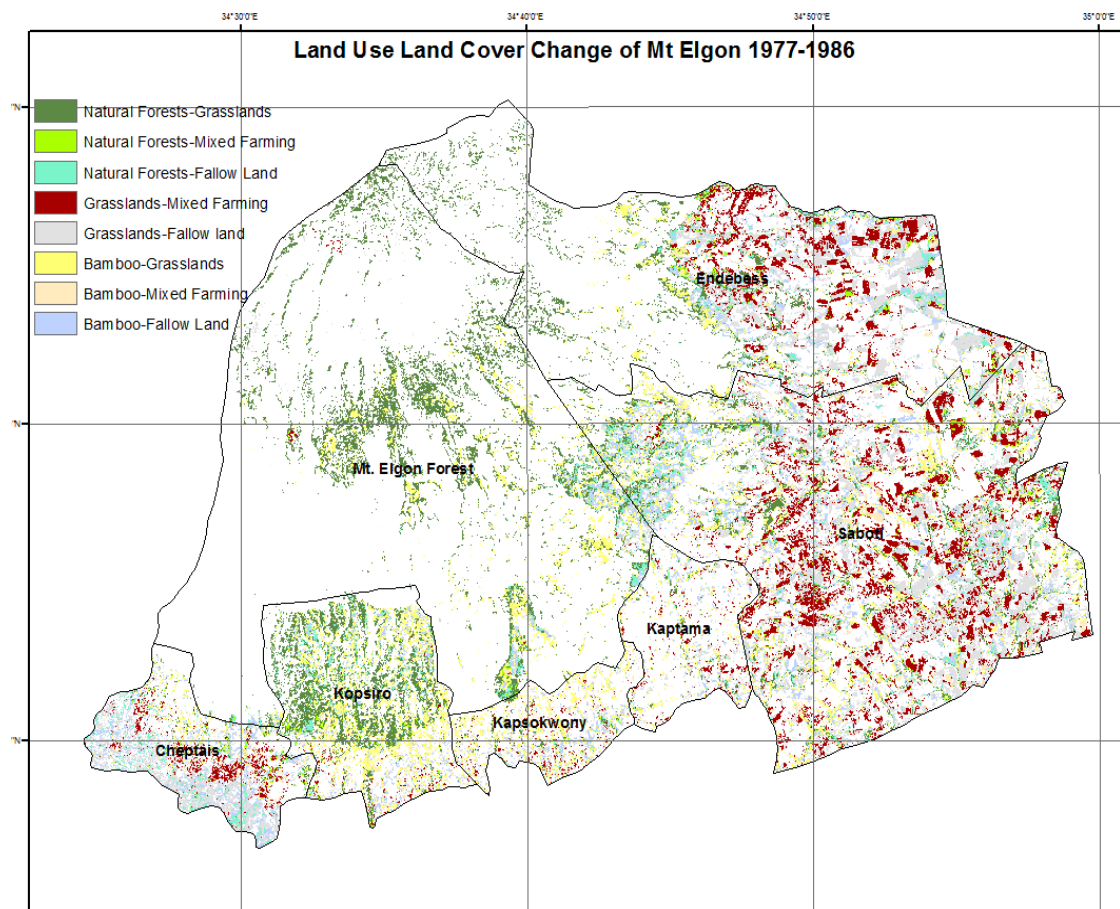 34°30'0"E 34°40'0"E 34°50'0"E 35°0'0"E
Land Use Land Cover Change of Mt Elgon 1977-1986
"N
Natural Forests-Grasslands
Natural Forests-Mixed Farming
Natural Forests-Fallow Land
Grasslands-Mixed Farming
Grasslands-Fallow land
Bamboo-Grasslands
Bamboo-Mixed Farming
Bamboo-Fallow Land
Endebess
"N
Mt. Elgon Forest
Saboti
Kaptama
Kopsiro
Kapsokwony
"N
Cheptais